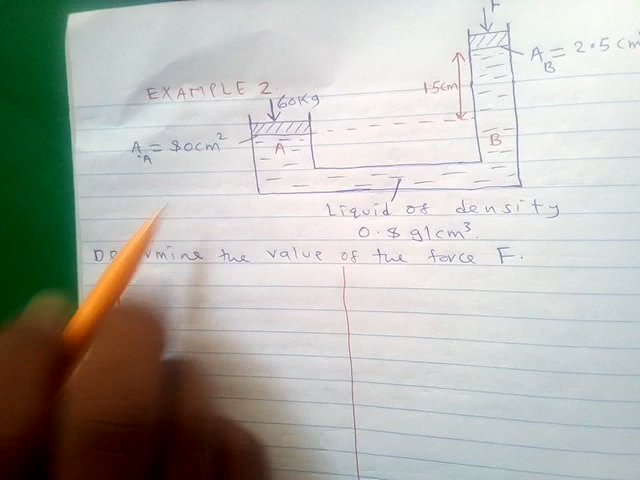 F
A_B = 2.5 cm
EXAMPLE 2.
15cm
60Kg
A_A = 80cm²
A
B
Liquid of density
0.8 g/cm³.
the value of the force F.